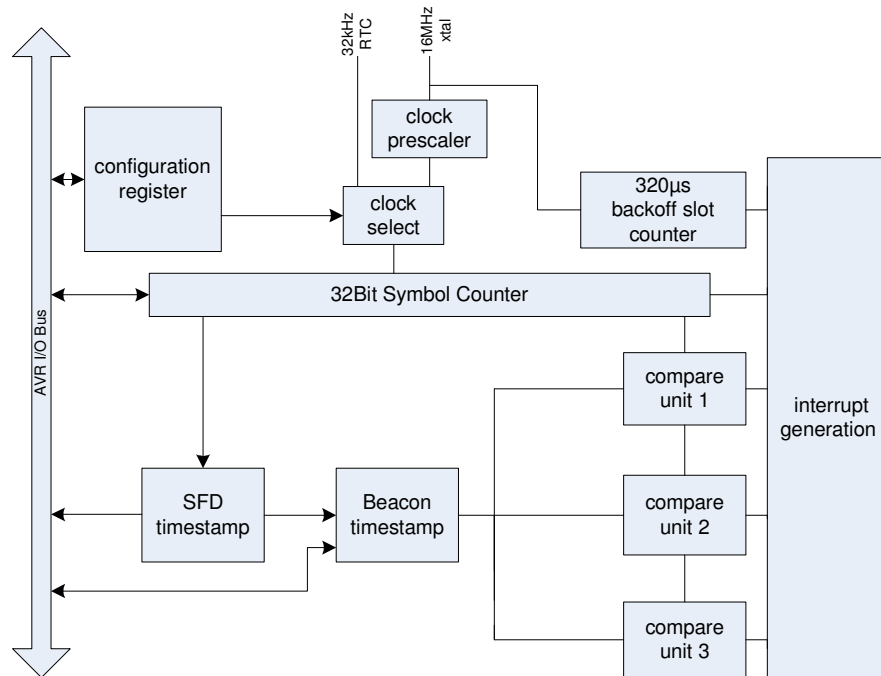 32kHz
RTC
16MHz
xtal
clock
prescaler
configuration
register
320µs
backoff slot
counter
clock
select
32Bit Symbol Counter
AVR I/O Bus
compare
unit 1
interrupt
generation
SFD
timestamp
Beacon
timestamp
compare
unit 2
compare
unit 3